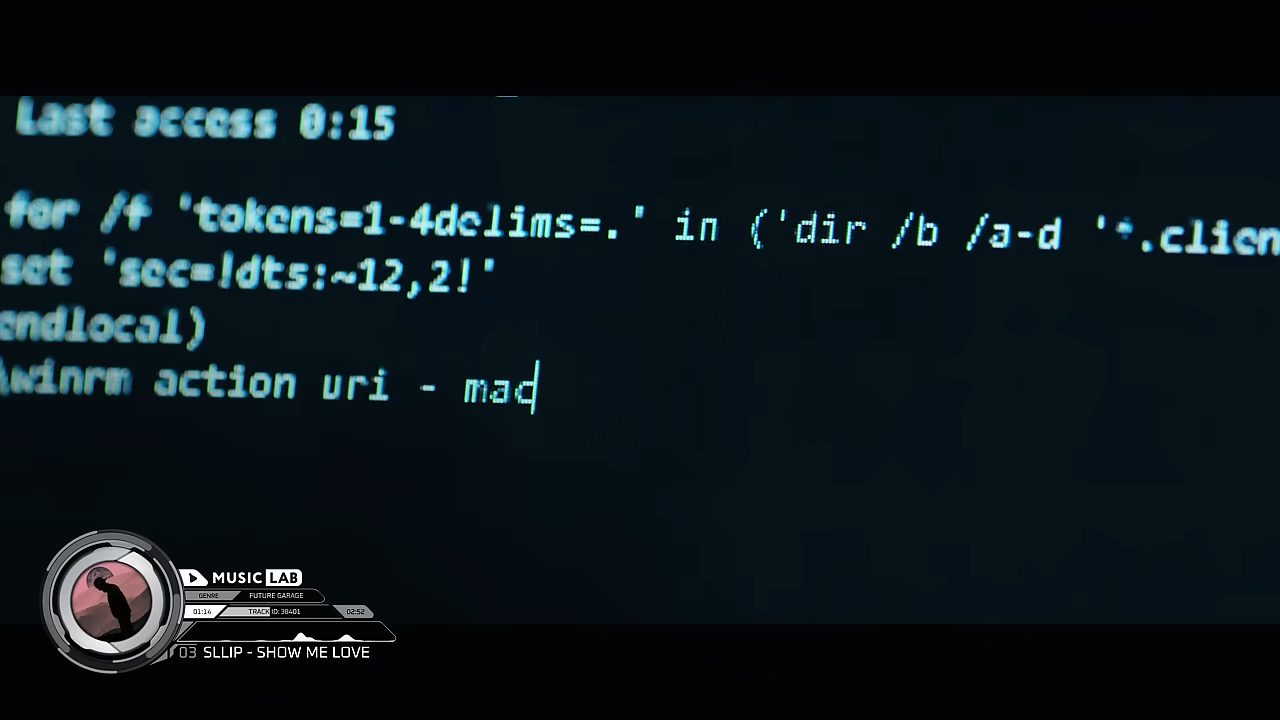 Last access 0:15
for /f 'tokens=1-4delims=.' in ('dir /b /a-d '*.clien
set 'sec=!dts:~12,2!'
endlocal)
\winrm action uri - mac
MUSIC LAB
GENRE FUTURE GARAGE
01:14 TRACK ID: 38401 02:52
03 SLLIP - SHOW ME LOVE